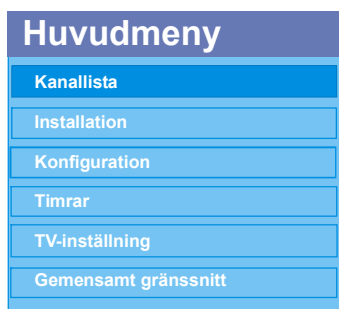 Huvudmeny
Kanallista
Installation
Konfiguration
Timrar
TV-inställning
Gemensamt gränssnitt